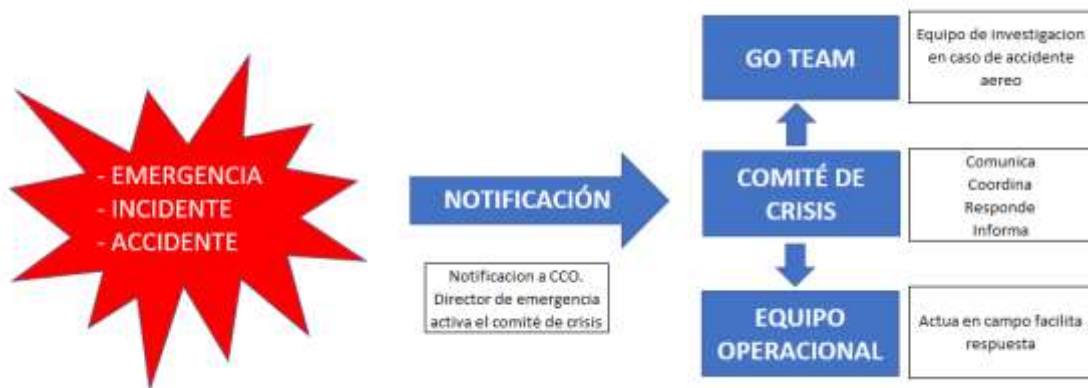 - EMERGENCIA
- INCIDENTE
- ACCIDENTE
NOTIFICACIÓN
Notificacion a CCO.
Director de emergencia
activa el comité de crisis
GO TEAM
Equipo de investigacion
en caso de accidente
aereo
COMITÉ DE
CRISIS
Comunica
Coordina
Responde
Informa
EQUIPO
OPERACIONAL
Actua en campo facilita
respuesta